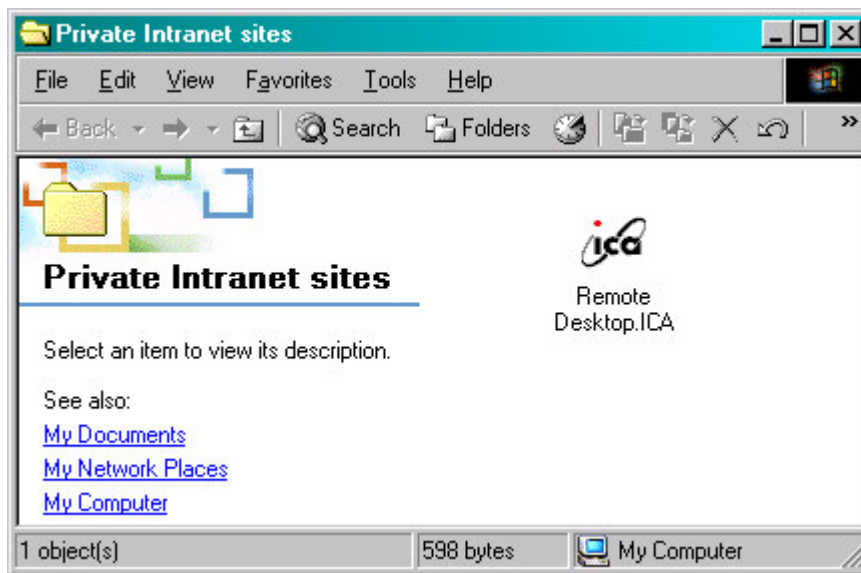 Private Intranet sites
File Edit View Favorites Tools Help
Back Search Folders »
Private Intranet sites
Select an item to view its description.
See also:
My Documents
My Network Places
My Computer
ica
Remote
Desktop.ICA
1 object(s) 598 bytes My Computer